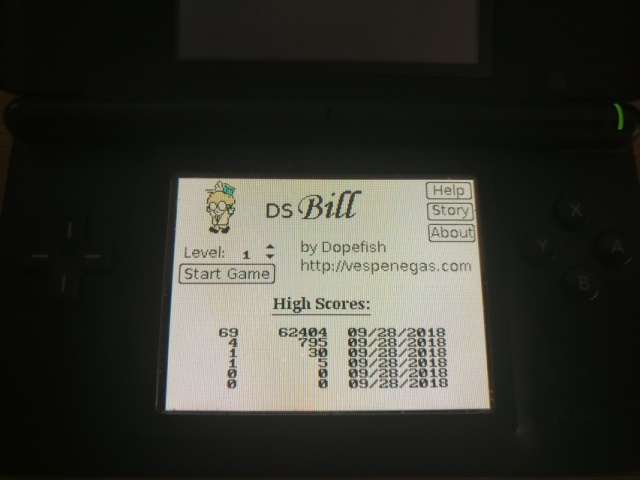 DS Bill
Help
Story
About
Level: 1
by Dopefish
Start Game
http://vespenegas.com
High Scores:
69 62404 09/28/2018
4 795 09/28/2018
1 30 09/28/2018
1 5 09/28/2018
0 0 09/28/2018
0 0 09/28/2018
X
Y
A
B